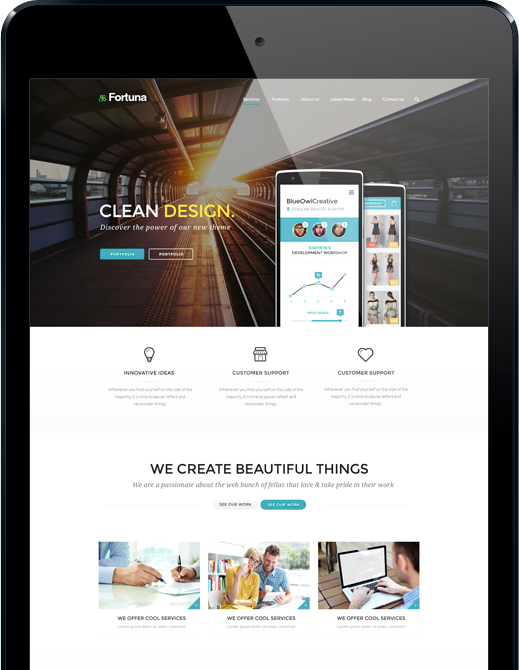 Fortuna
Services Features About us Latest News Blog Contact us
CLEAN DESIGN.
Discover the power of our new theme
PORTFOLIO PORTFOLIO
BlueOwlCreative
STELLAR DESIGN, EUROPE
STATISTICS
DEVELOPMENT WORKSHOP
PRICE RANGE
INNOVATIVE IDEAS
Whenever you find yourself on the side of the
majority, it is time to pause reflect and
reconsider things.
CUSTOMER SUPPORT
Whenever you find yourself on the side of the
majority, it is time to pause reflect and
reconsider things.
CUSTOMER SUPPORT
Whenever you find yourself on the side of the
majority, it is time to pause reflect and
reconsider things.
WE CREATE BEAUTIFUL THINGS
We are a passionate about the web bunch of fellas that love & take pride in their work
SEE OUR WORK SEE OUR WORK
WE OFFER COOL SERVICES
Lorem ipsum dolor sit amet, consectet
WE OFFER COOL SERVICES
Lorem ipsum dolor sit amet, consectet
WE OFFER COOL SERVICES
Lorem ipsum dolor sit amet, consectet